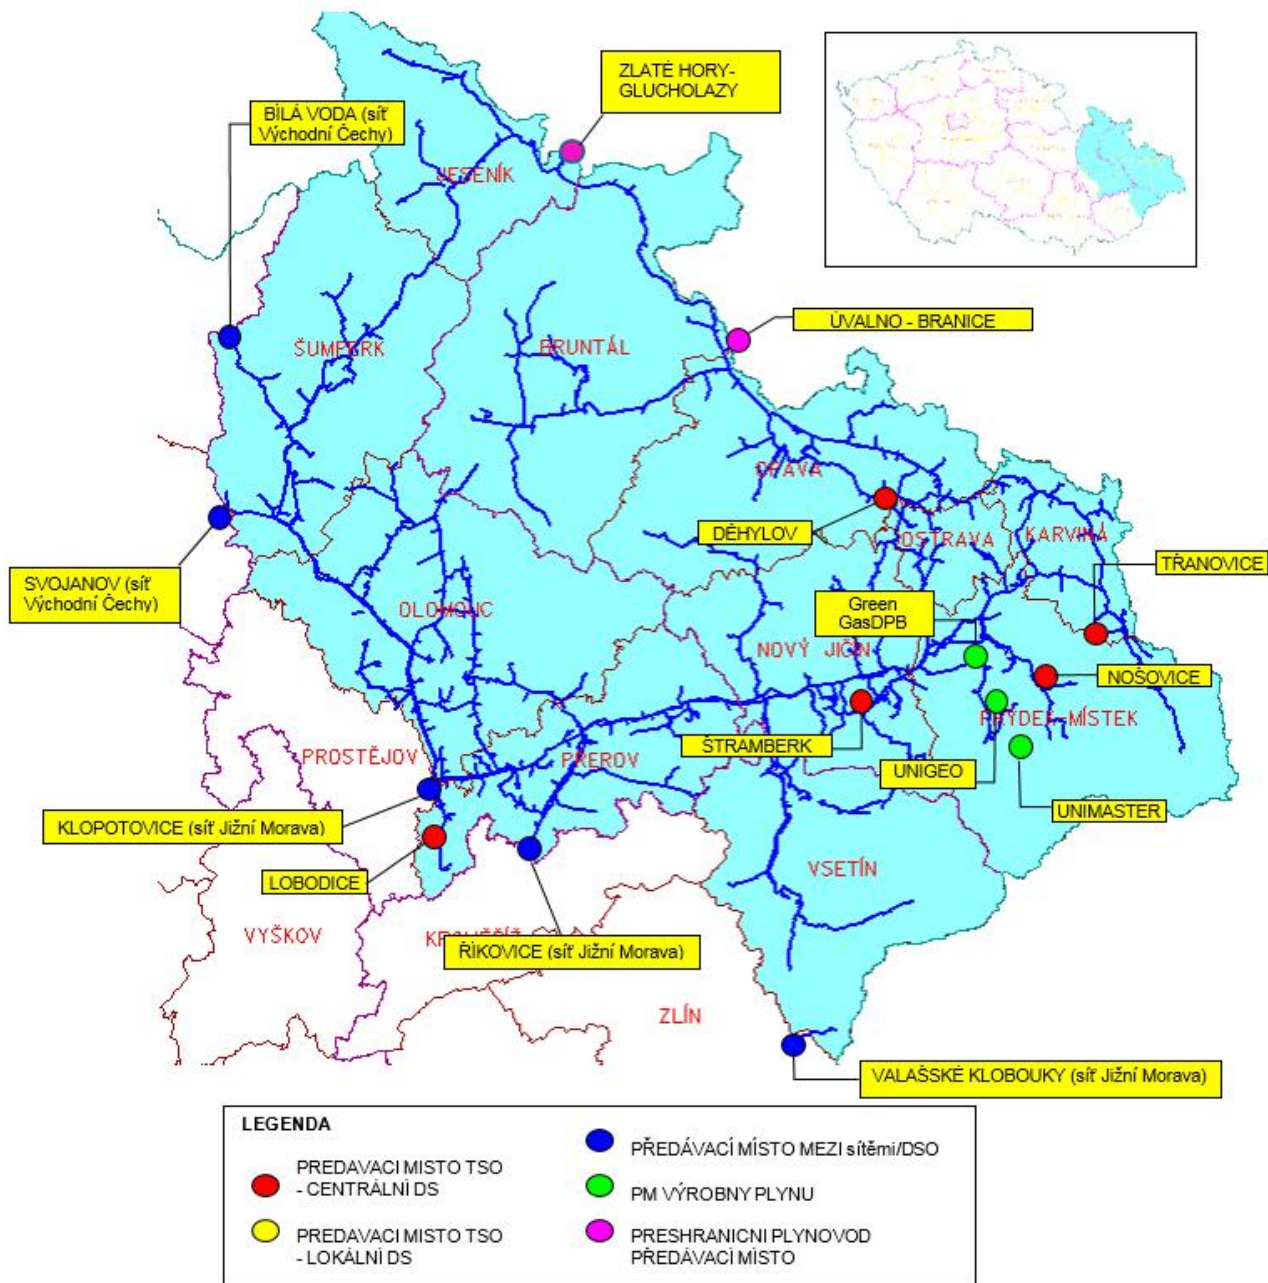 ZLATÉ HORY-
GLUCHOLAZY
BÍLÁ VODA (síť
Východní Čechy)
JESENÍK
ÚVALNO - BRANICE
ŠUMPERK
BRUNTÁL
OPAVA
DĚHYLOV
OSTRAVA
KARVINÁ
TŘANOVICE
SVOJANOV (síť
Východní Čechy)
OLOMOUC
Green
GasDPB
NOVÝ JIČÍN
NOŠOVICE
FRÝDEK-MÍSTEK
ŠTRAMBERK
PROSTĚJOV
PŘEROV
UNIGEO
UNIMASTER
KLOPOTOVICE (síť Jižní Morava)
VSETÍN
LOBODICE
VYŠKOV
ŘÍKOVICE (síť Jižní Morava)
ZLÍN
VALAŠSKÉ KLOBOUKY (síť Jižní Morava)
LEGENDA
PREDAVACI MISTO TSO
- CENTRÁLNÍ DS
PREDAVACI MISTO TSO
- LOKÁLNÍ DS
PŘEDÁVACÍ MÍSTO MEZI sítěmi/DSO
PM VÝROBNY PLYNU
PRESHRANICNI PLYNOVOD
PŘEDÁVACÍ MÍSTO